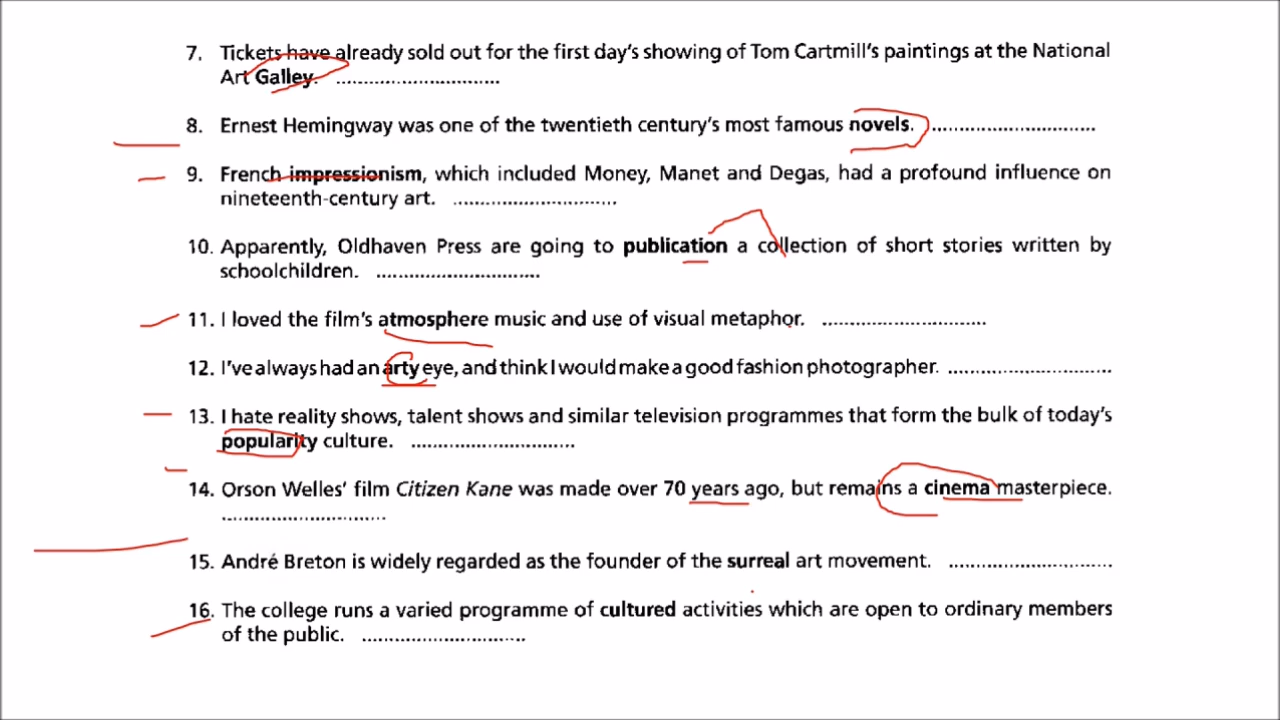 7. Tickets have already sold out for the first day's showing of Tom Cartmill's paintings at the National
Art Galley. ..............................
8. Ernest Hemingway was one of the twentieth century's most famous novels. ..............................
9. French impressionism, which included Money, Manet and Degas, had a profound influence on
nineteenth-century art. ..............................
10. Apparently, Oldhaven Press are going to publication a collection of short stories written by
schoolchildren. ..............................
11. I loved the film's atmosphere music and use of visual metaphor. ..............................
12. I've always had an arty eye, and think I would make a good fashion photographer. ..............................
13. I hate reality shows, talent shows and similar television programmes that form the bulk of today's
popularity culture. ..............................
14. Orson Welles' film Citizen Kane was made over 70 years ago, but remains a cinema masterpiece.
..............................
15. André Breton is widely regarded as the founder of the surreal art movement. ..............................
16. The college runs a varied programme of cultured activities which are open to ordinary members
of the public. ..............................